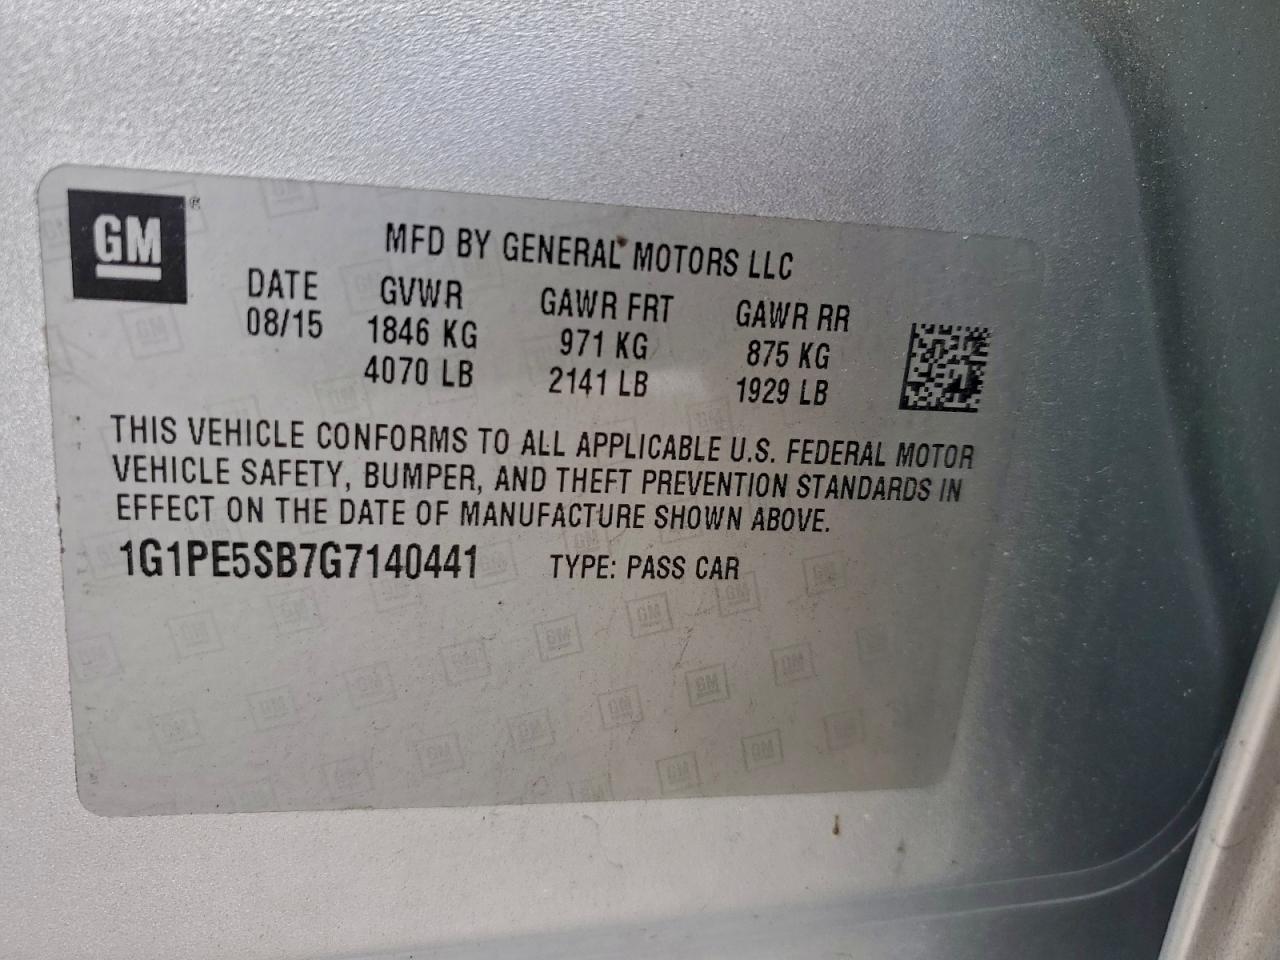 GM®
MFD BY GENERAL MOTORS LLC
DATE GVWR GAWR FRT GAWR RR
08/15 1846 KG 971 KG 875 KG
4070 LB 2141 LB 1929 LB
THIS VEHICLE CONFORMS TO ALL APPLICABLE U.S. FEDERAL MOTOR
VEHICLE SAFETY, BUMPER, AND THEFT PREVENTION STANDARDS IN
EFFECT ON THE DATE OF MANUFACTURE SHOWN ABOVE.
1G1PE5SB7G7140441 TYPE: PASS CAR